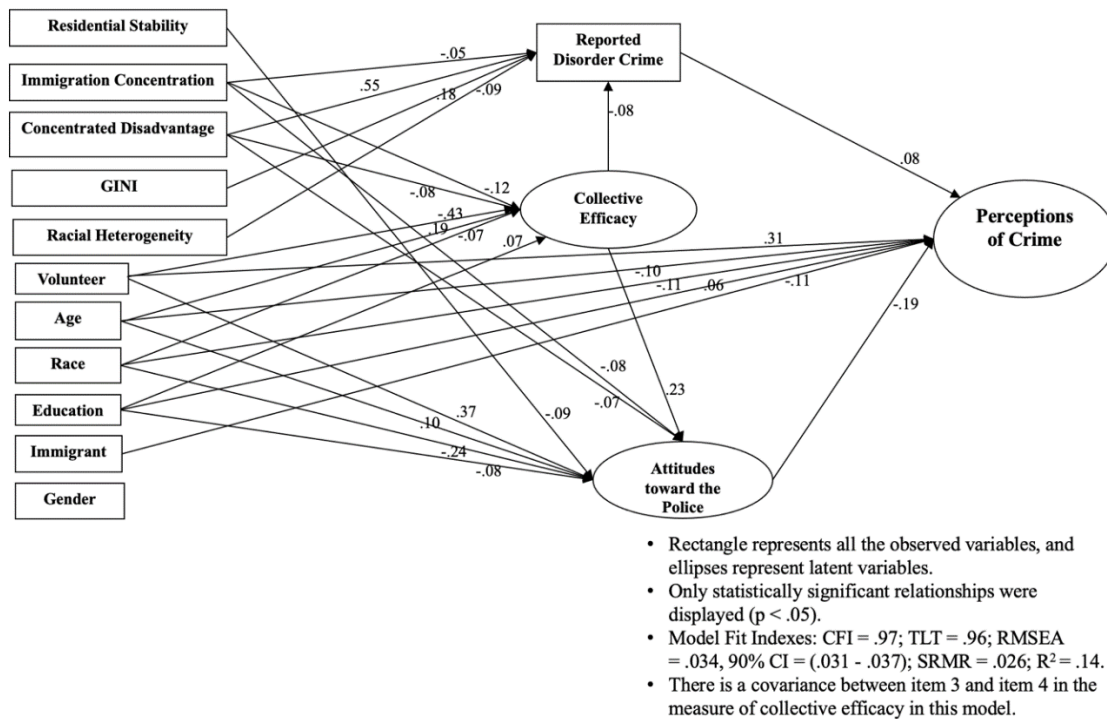 Residential Stability
Immigration Concentration
Concentrated Disadvantage
GINI
Racial Heterogeneity
Volunteer
Age
Race
Education
Immigrant
Gender
Reported
Disorder Crime
Collective
Efficacy
Attitudes
toward the
Police
Perceptions
of Crime
-.05
.55
.18
-.09
-.08
.08
-.08
-.12
-.43
.19
-.07
.07
.31
-.10
-.11
.06
-.11
-.19
-.08
-.07
.23
-.09
.37
.10
-.24
-.08
• Rectangle represents all the observed variables, and
ellipses represent latent variables.
• Only statistically significant relationships were
displayed (p < .05).
• Model Fit Indexes: CFI = .97; TLT = .96; RMSEA
= .034, 90% CI = (.031 - .037); SRMR = .026; R² = .14.
• There is a covariance between item 3 and item 4 in the
measure of collective efficacy in this model.